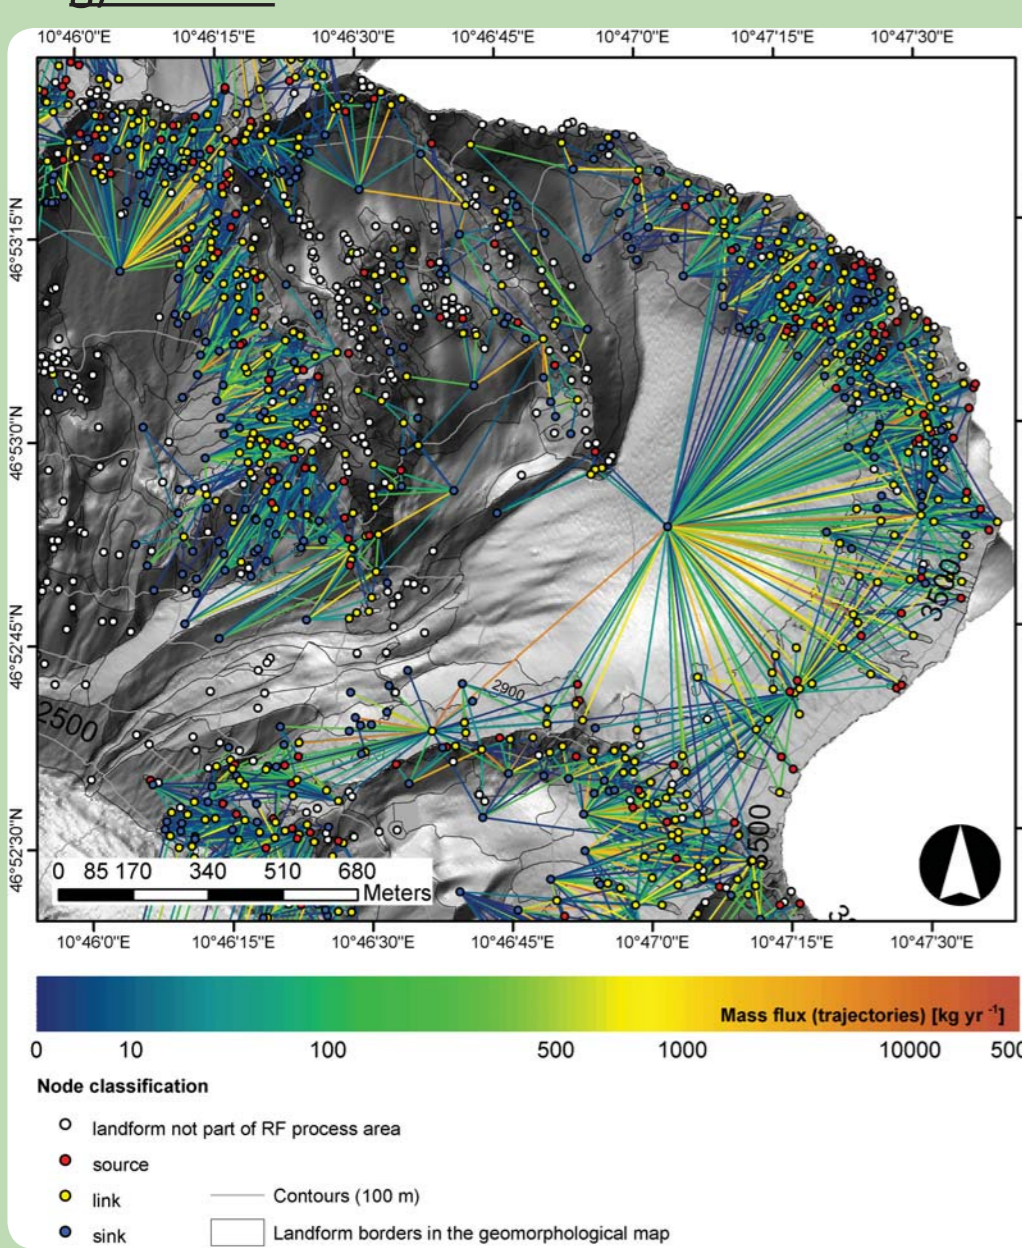 10°46'0"E 10°46'15"E 10°46'30"E 10°46'45"E 10°47'0"E 10°47'15"E 10°47'30"E
46°53'15"N
46°53'0"N
46°52'45"N
46°52'30"N
3500
2900
2500
3500
0 85 170 340 510 680
Meters
10°46'0"E 10°46'15"E 10°46'30"E 10°46'45"E 10°47'0"E 10°47'15"E 10°47'30"E
Mass flux (trajectories) [kg yr -1]
0 10 100 500 1000 10000 500
Node classification
landform not part of RF process area
source
link
sink
Contours (100 m)
Landform borders in the geomorphological map